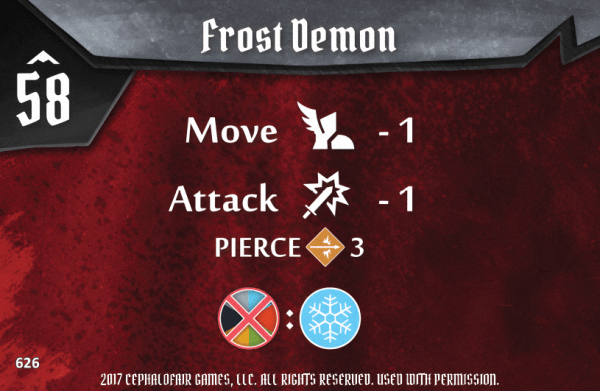 Frost Demon
58
Move - 1
Attack - 1
PIERCE 3
:
626
2017 CEPHALOFAIR GAMES, LLC. ALL RIGHTS RESERVED. USED WITH PERMISSION.